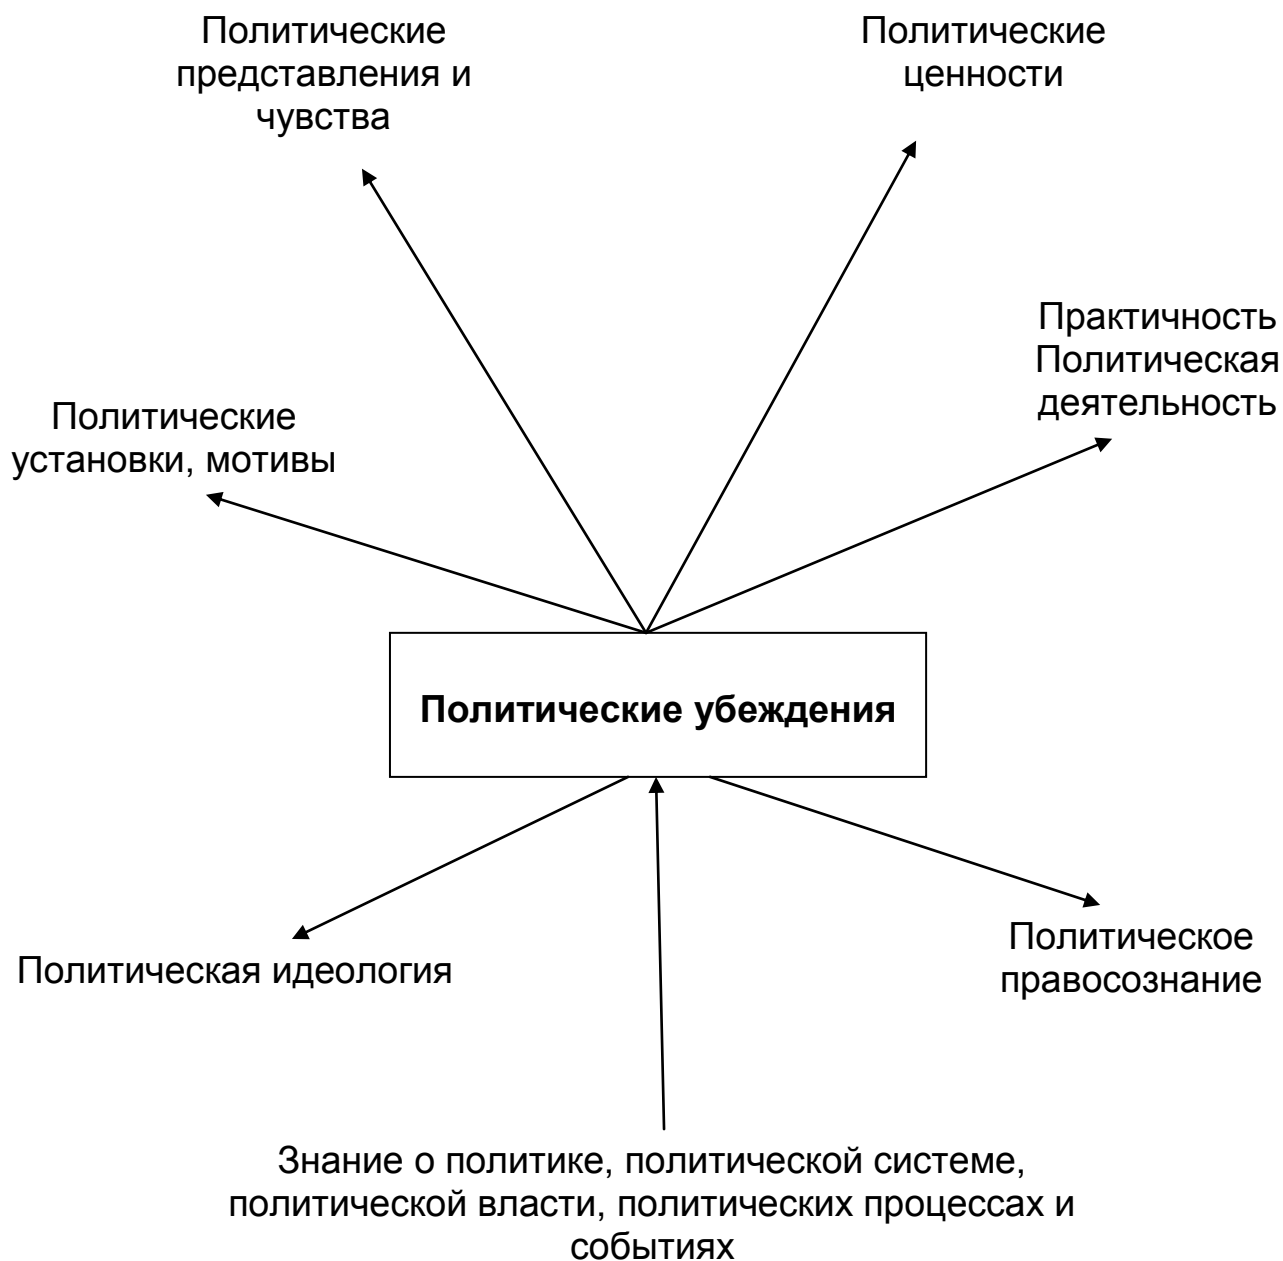 Политические
представления и
чувства
Политические
ценности
Практичность
Политическая
деятельность
Политические
установки, мотивы
Политические убеждения
Политическая идеология
Политическое
правосознание
Знание о политике, политической системе,
политической власти, политических процессах и
событиях